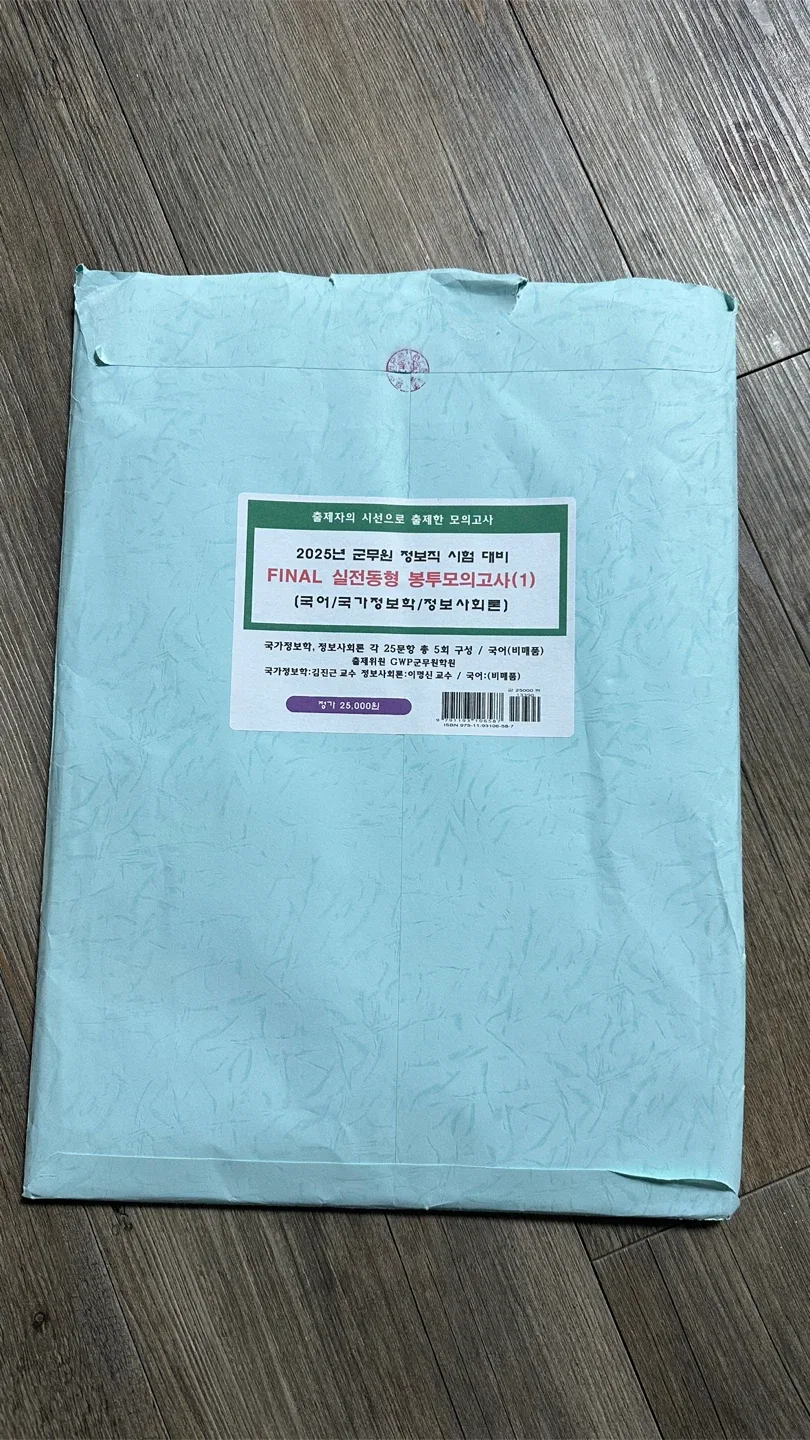 출제자의 시선으로 출제한 모의고사
2025년 군무원 정보직 시험 대비
FINAL 실전동형 봉투모의고사(1)
(국어/국가정보학/정보사회론)
국가정보학, 정보사회론 각 25문항 총 5회 구성 / 국어(비매품)
출제위원 GWP군무원학원
국가정보학:김진근 교수 정보사회론:이명신 교수 / 국어:(비매품)
정가 25,000원
ISBN 979-11-93106-58-7